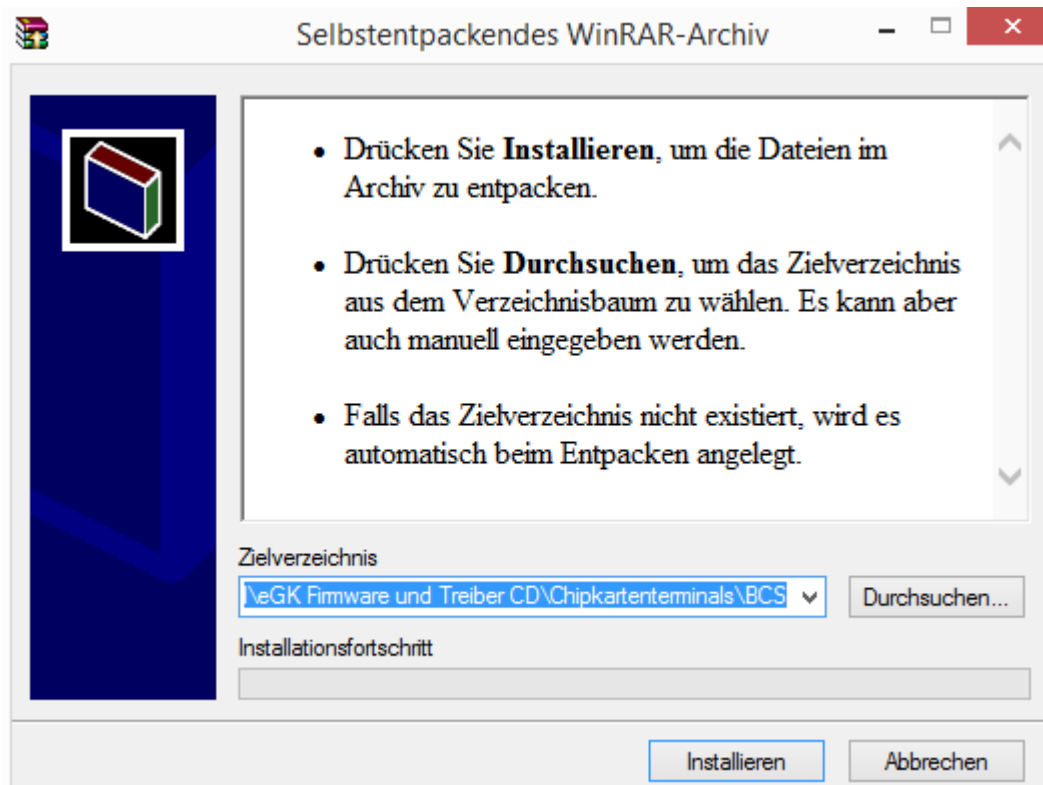 Selbstentpackendes WinRAR-Archiv
• Drücken Sie Installieren, um die Dateien im
Archiv zu entpacken.
• Drücken Sie Durchsuchen, um das Zielverzeichnis
aus dem Verzeichnisbaum zu wählen. Es kann aber
auch manuell eingegeben werden.
• Falls das Zielverzeichnis nicht existiert, wird es
automatisch beim Entpacken angelegt.
Zielverzeichnis
\eGK Firmware und Treiber CD\Chipkartenterminals\BCS
Durchsuchen...
Installationsfortschritt
Installieren
Abbrechen